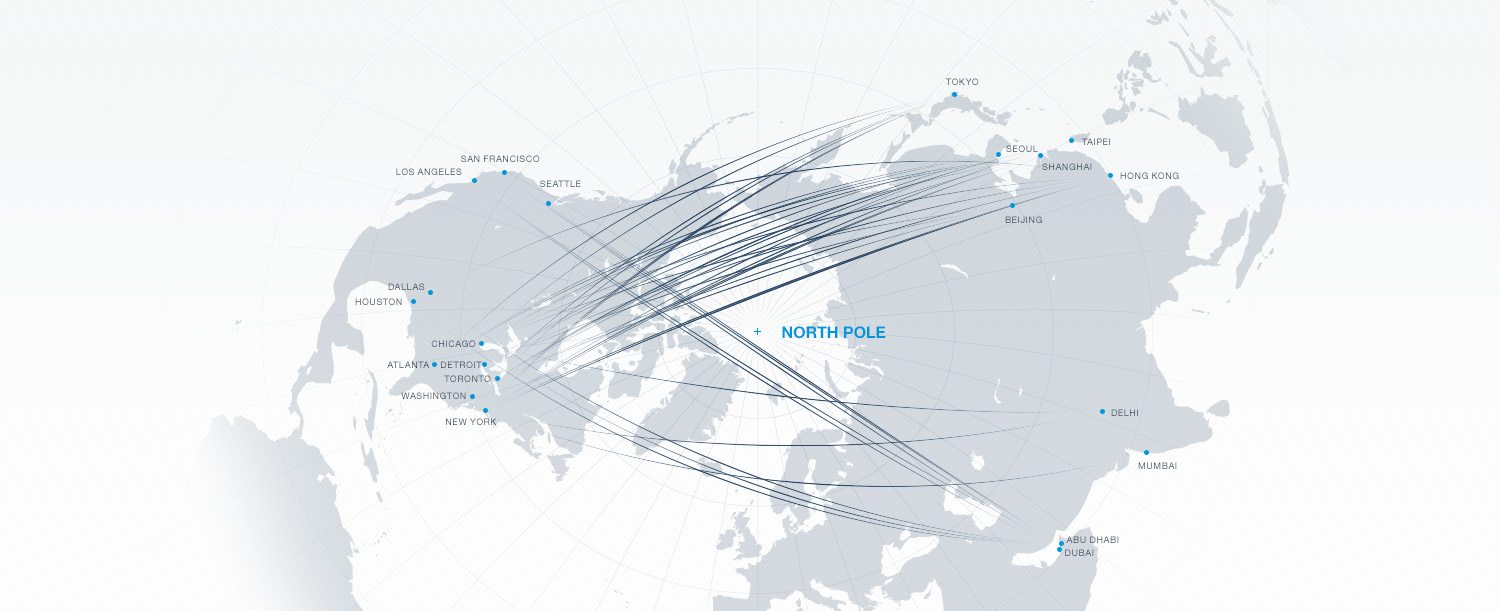 TOKYO
TAIPEI
SEOUL
SAN FRANCISCO
SHANGHAI
LOS ANGELES
HONG KONG
SEATTLE
BEIJING
DALLAS
HOUSTON
NORTH POLE
CHICAGO
ATLANTA
DETROIT
TORONTO
WASHINGTON
DELHI
NEW YORK
MUMBAI
ABU DHABI
DUBAI